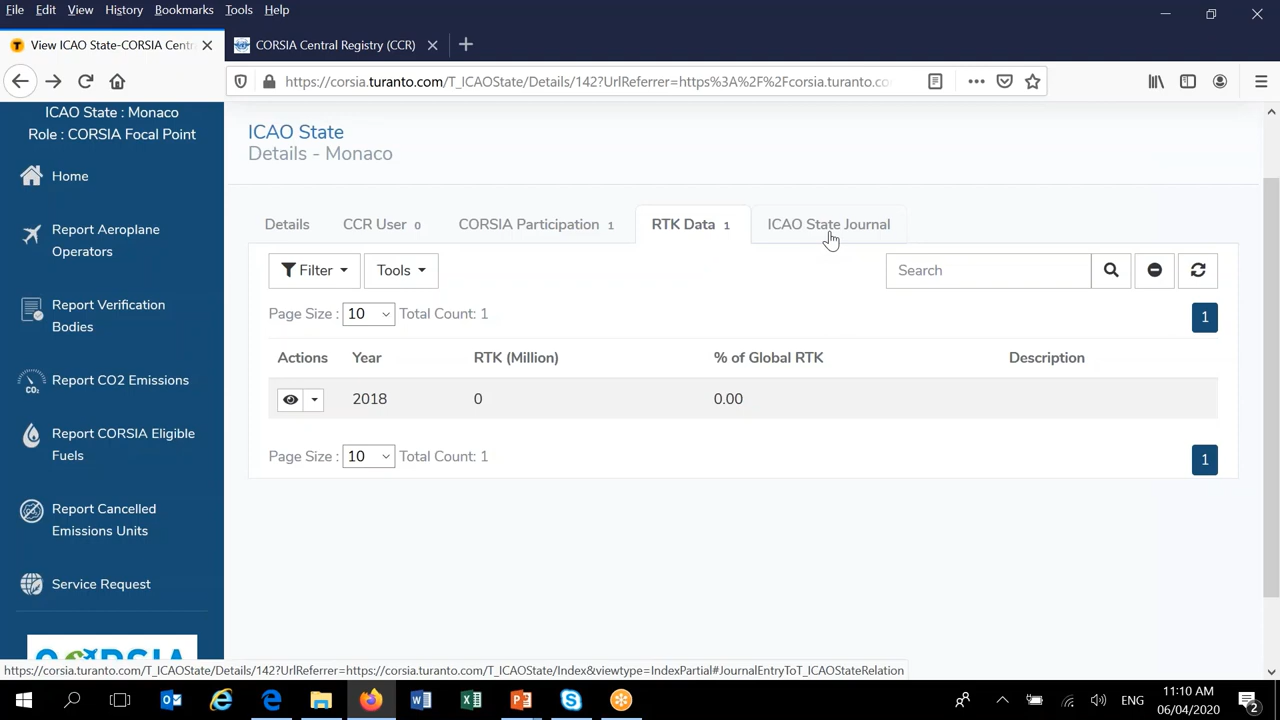 File Edit View History Bookmarks Tools Help
View ICAO State-CORSIA Centr
CORSIA Central Registry (CCR)
https://corsia.turanto.com/T_ICAOState/Details/142?UrlReferrer=https%3A%2F%2Fcorsia.turanto.co
ICAO State : Monaco
Role : CORSIA Focal Point
Home
Report Aeroplane
Operators
Report Verification
Bodies
CO2
Report CO2 Emissions
Report CORSIA Eligible
Fuels
Report Cancelled
Emissions Units
Service Request
CORSIA
ICAO State
Details - Monaco
Details CCR User 0 CORSIA Participation 1 RTK Data 1 ICAO State Journal
Filter Tools Search
Page Size : 10 Total Count: 1 1
Actions Year RTK (Million) % of Global RTK Description
2018 0 0.00
Page Size : 10 Total Count: 1 1
https://corsia.turanto.com/T_ICAOState/Details/142?UrlReferrer=https://corsia.turanto.com/T_ICAOState/Index&viewtype=IndexPartial#JournalEntryToT_ICAOStateRelation
ENG
11:10 AM
06/04/2020
2